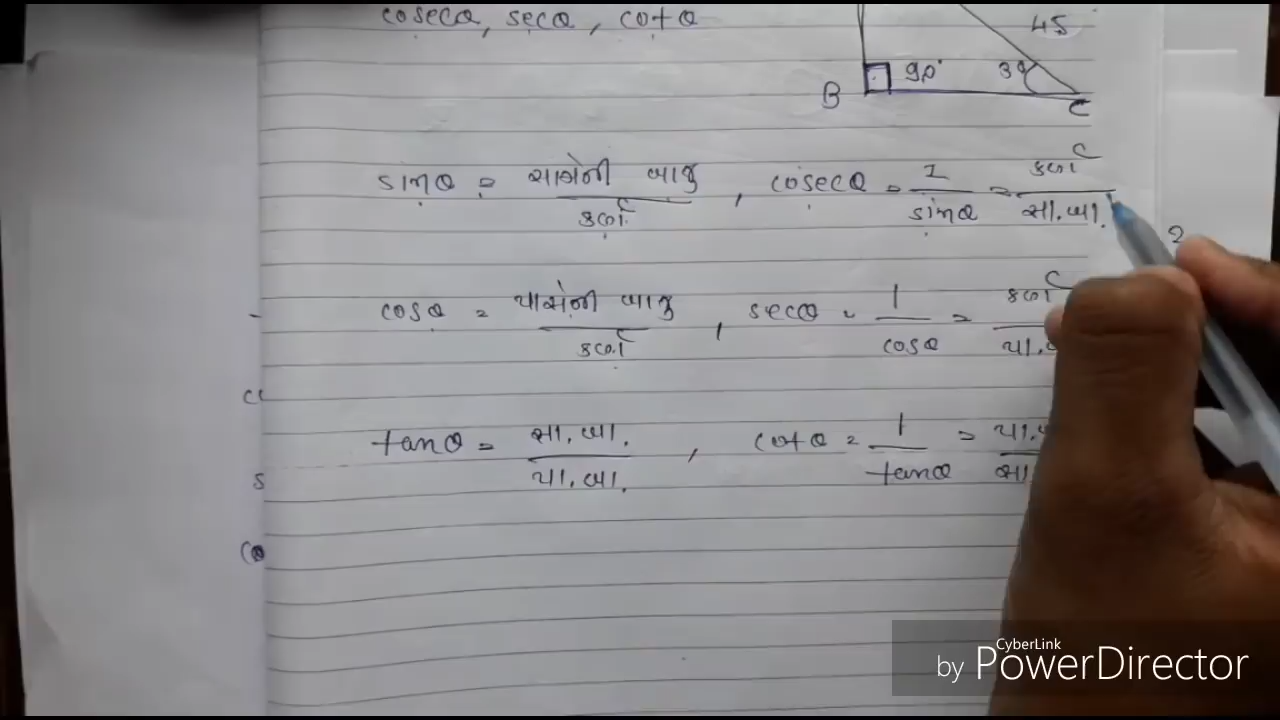 cosecθ, secθ, cotθ
45
B 90° 30 C
sinθ = સામેની બાજુ / કર્ણ , cosecθ = 1 / sinθ = કર્ણ / સા.બા.
2
cosθ = પાસેની બાજુ / કર્ણ , secθ = 1 / cosθ = કર્ણ / પા.
tanθ = સા.બા. / પા.બા. , cotθ = 1 / tanθ = પા.બ / સા
CyberLink
by PowerDirector